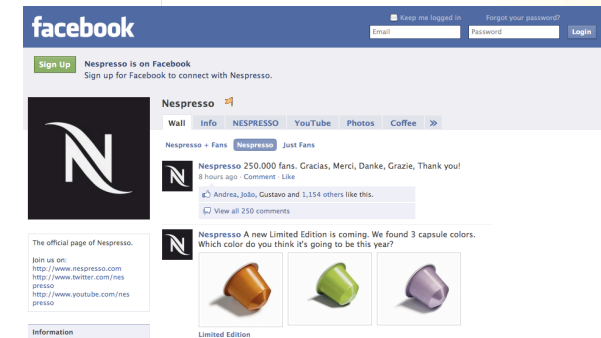 facebook
Keep me logged in
Forgot your password?
Email
Password
Login
Sign Up
Nespresso is on Facebook
Sign up for Facebook to connect with Nespresso.
Nespresso
Wall Info NESPRESSO YouTube Photos Coffee »
Nespresso + Fans Nespresso Just Fans
Nespresso 250.000 fans. Gracias, Merci, Danke, Grazie, Thank you!
8 hours ago · Comment · Like
Andrea, João, Gustavo and 1,154 others like this.
View all 250 comments
Nespresso A new Limited Edition is coming. We found 3 capsule colors.
Which color do you think it's going to be this year?
Limited Edition
The official page of Nespresso.
Join us on:
http://www.nespresso.com
http://www.twitter.com/nes
presso
http://www.youtube.com/nes
presso
Information